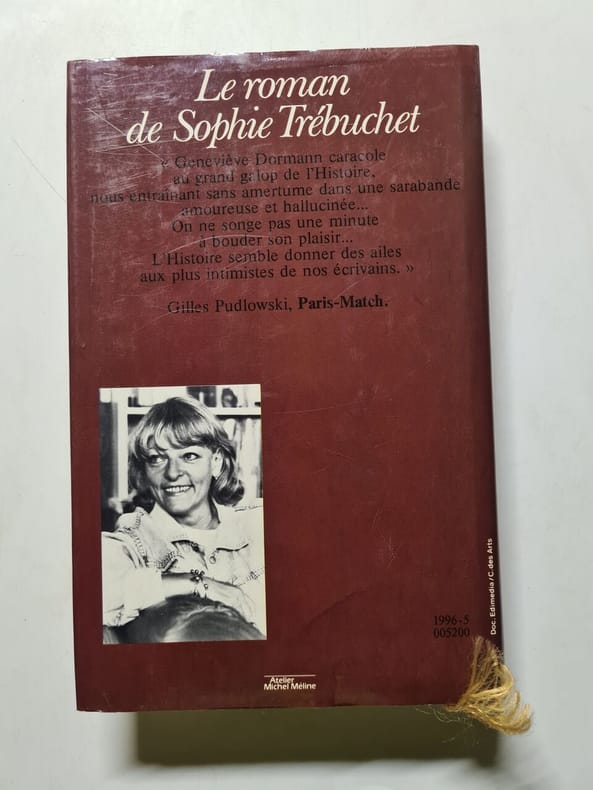 Le roman
de Sophie Trébuchet
« Geneviève Dormann caracole
au grand galop de l'Histoire,
nous entraînant sans amertume dans une sarabande
amoureuse et hallucinée...
On ne songe pas une minute
à bouder son plaisir...
L'Histoire semble donner des ailes
aux plus intimistes de nos écrivains. »
Gilles Pudlowski, Paris-Match.
Doc. Edimedia/C. des Arts
1996-5
005200
Atelier
Michel Méline